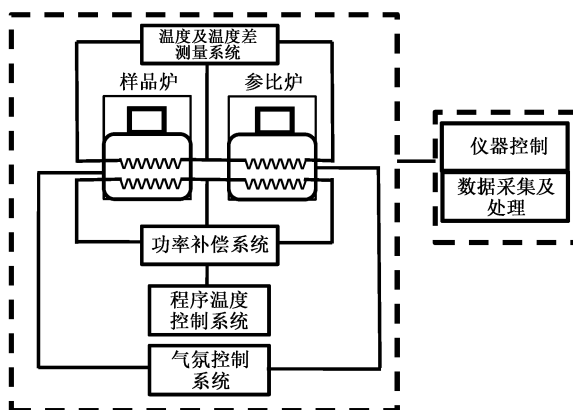 温度及温度差
测量系统
样品炉
参比炉
仪器控制
数据采集及
处理
功率补偿系统
程序温度
控制系统
气氛控制
系统